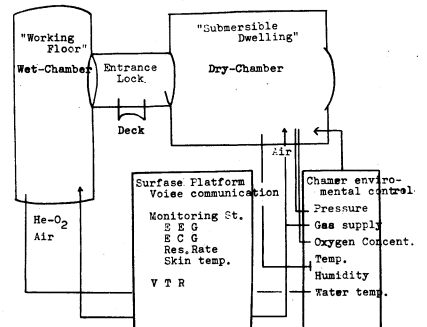 "Working
Floor"
Wet-Chamber
Entrance
Lock
Deck
"Submersible
Dwelling"
Dry-Chamber
Air
He-O2
Air
Surfase Platform
Voise communication
Monitoring St.
E E G
E C G
Res.Rate
Skin temp.
V T R
Chamer enviro-
mental control
Pressure
Gas supply
Oxygen Concent.
Temp.
Humidity
Water temp.